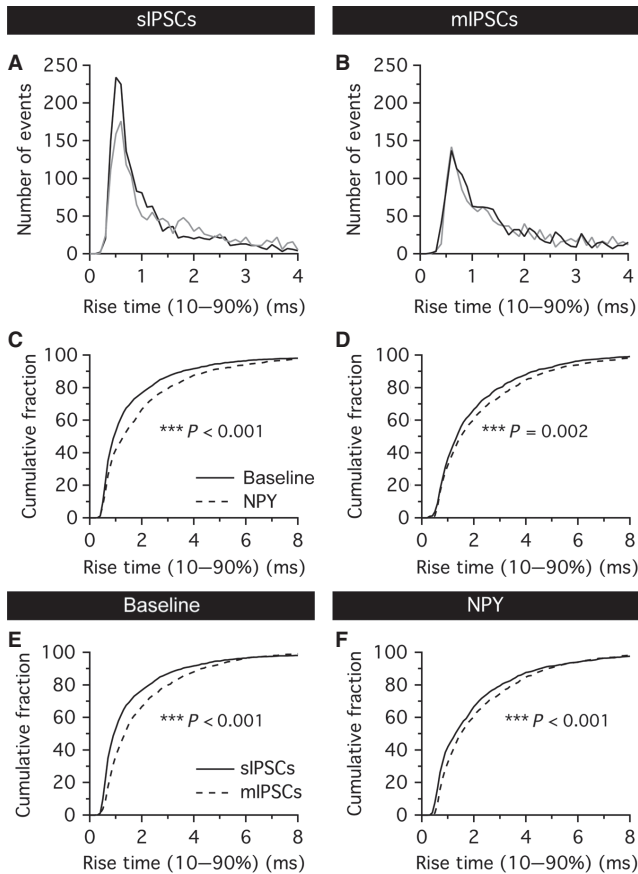 sIPSCs
mIPSCs
A
Number of events
250
200
150
100
50
0
0 1 2 3 4
Rise time (10–90%) (ms)
B
Number of events
250
200
150
100
50
0
0 1 2 3 4
Rise time (10–90%) (ms)
C
Cumulative fraction
100
80
60
40
20
0
*** P < 0.001
Baseline
NPY
0 2 4 6 8
Rise time (10–90%) (ms)
D
Cumulative fraction
100
80
60
40
20
0
*** P = 0.002
0 2 4 6 8
Rise time (10–90%) (ms)
Baseline
NPY
E
Cumulative fraction
100
80
60
40
20
0
*** P < 0.001
sIPSCs
mIPSCs
0 2 4 6 8
Rise time (10–90%) (ms)
F
Cumulative fraction
100
80
60
40
20
0
*** P < 0.001
0 2 4 6 8
Rise time (10–90%) (ms)